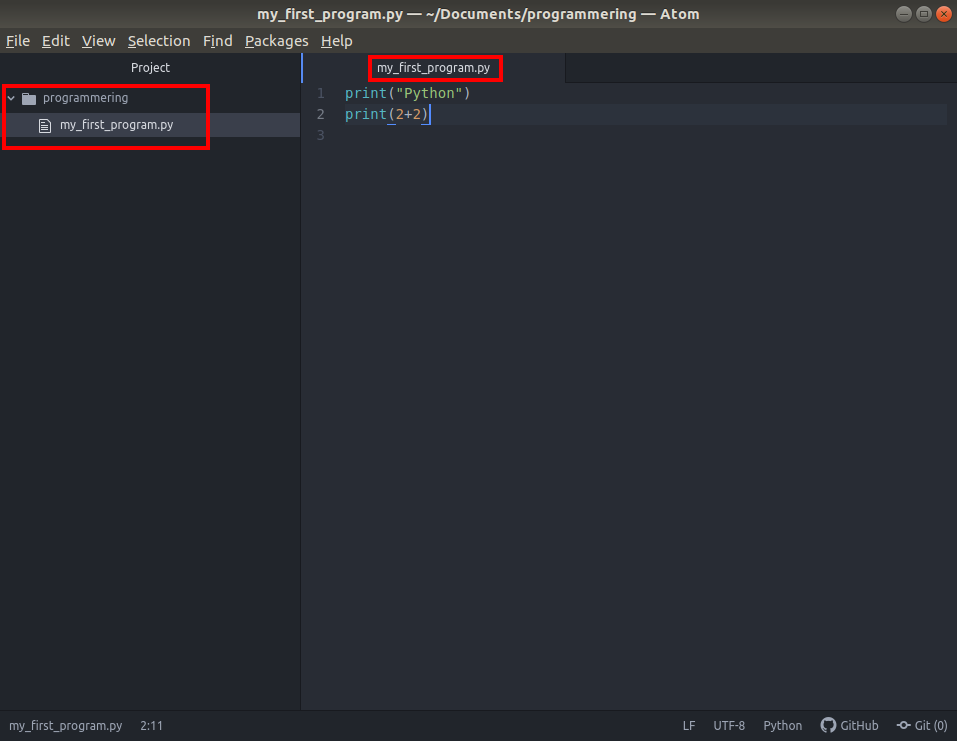 my_first_program.py — ~/Documents/programmering — Atom
File Edit View Selection Find Packages Help
Project
my_first_program.py
programmering
my_first_program.py
1 print("Python")
2 print(2+2)
3
my_first_program.py 2:11 LF UTF-8 Python GitHub Git (0)